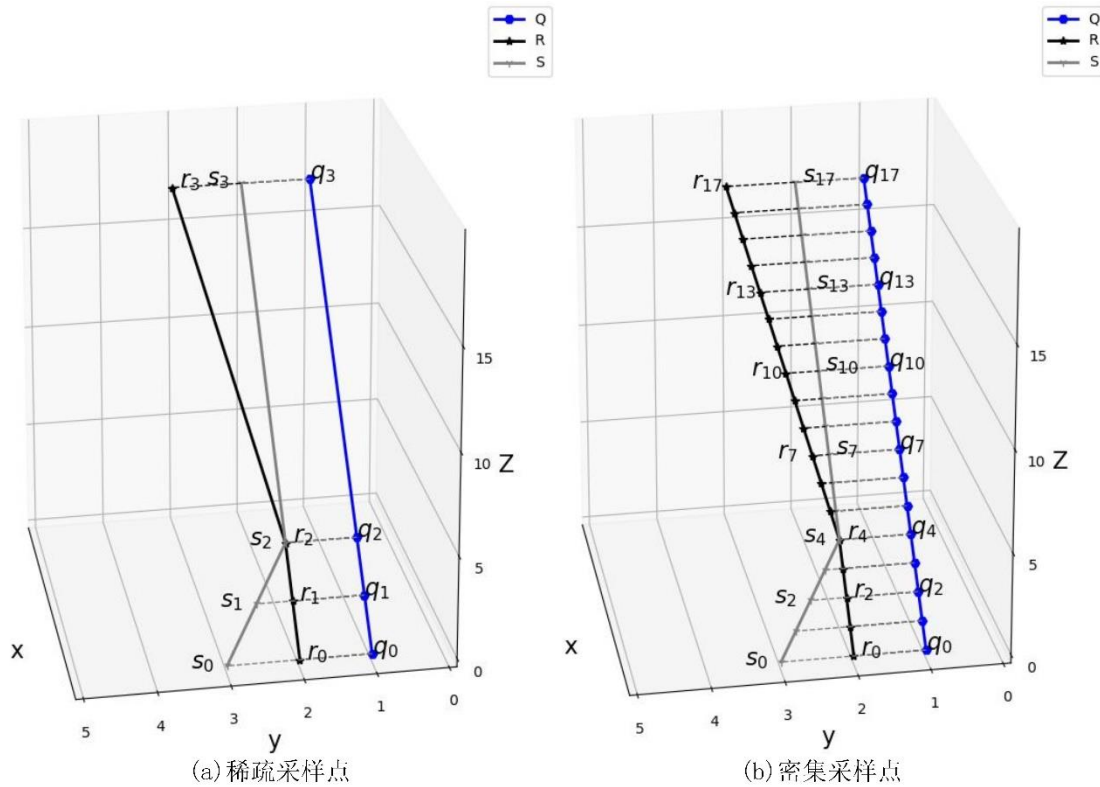 Q
R
S
r3 s3 q3
s2 r2 q2
s1 r1 q1
s0 r0 q0
15
10
5
0
Z
x
5 4 3 2 1 0
y
(a)稀疏采样点
Q
R
S
r17 s17 q17
r13 s13 q13
r10 s10 q10
r7 s7 q7
s4 r4 q4
s2 r2 q2
s0 r0 q0
15
10
5
0
Z
x
5 4 3 2 1 0
y
(b)密集采样点